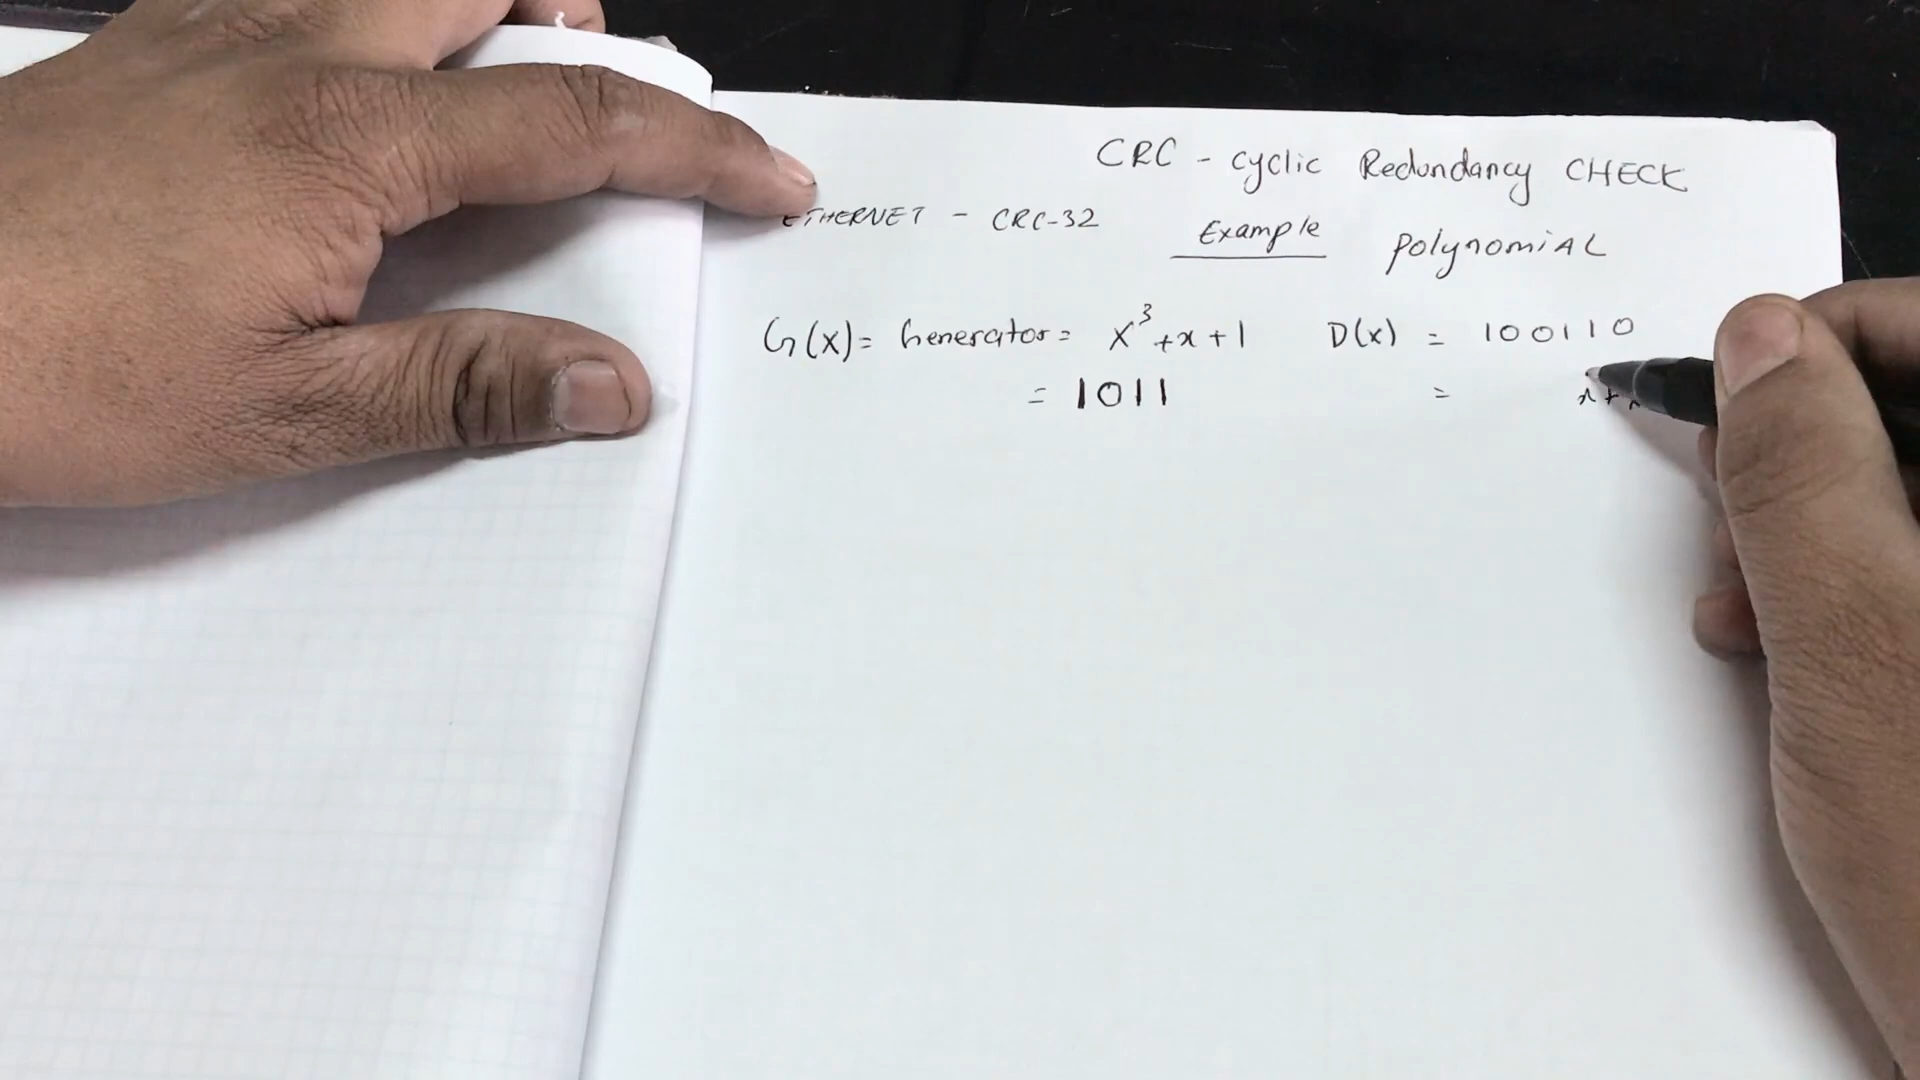 CRC - Cyclic Redundancy CHECK
ETHERNET - CRC-32
Example polynomiAL
G(x) = Generator = x³ + x + 1 D(x) = 100110
= 1011 = x +